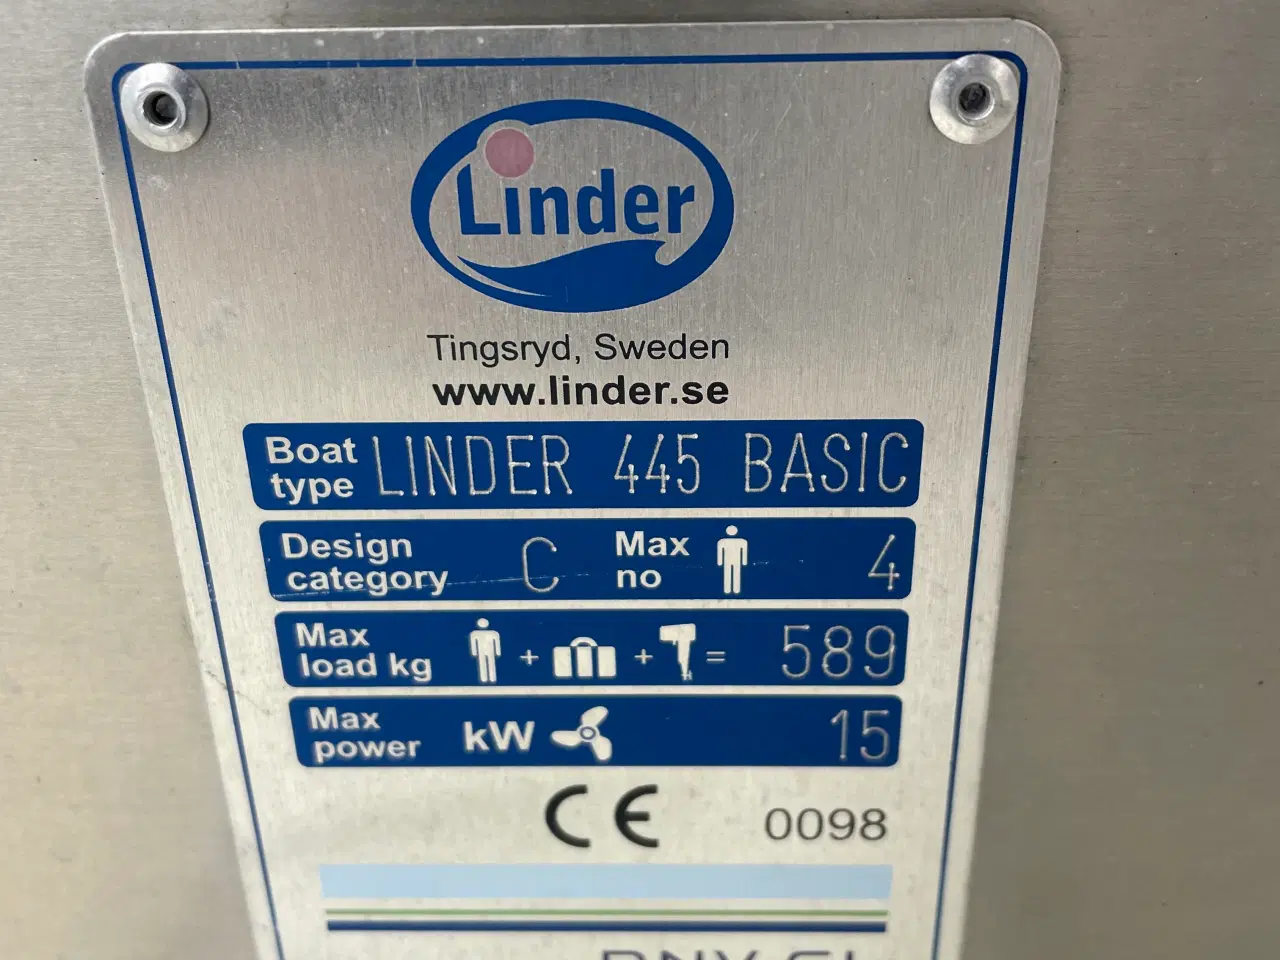 Linder
Tingsryd, Sweden
www.linder.se
Boat type LINDER 445 BASIC
Design category C Max no 4
Max load kg + + = 589
Max power kW 15
CE 0098